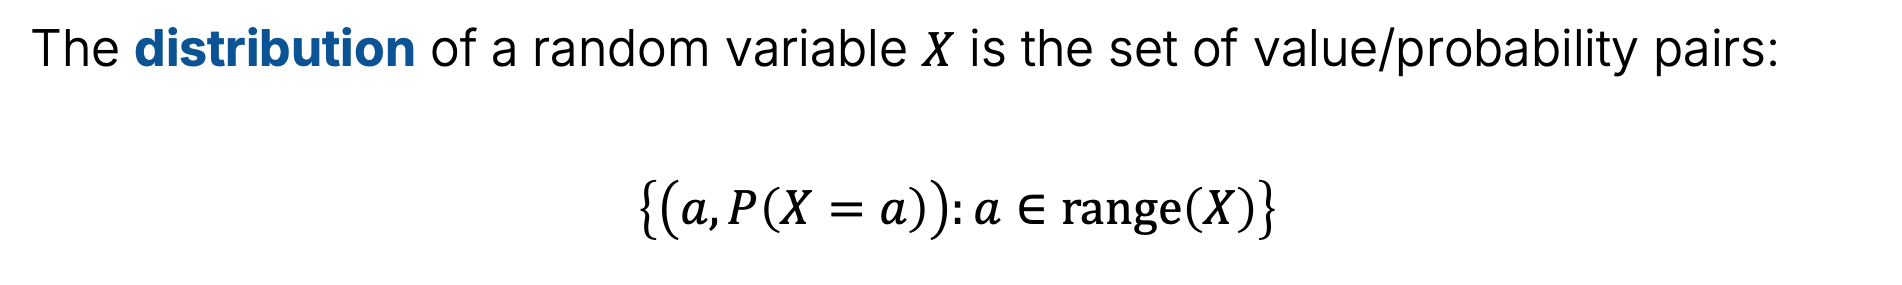 The distribution of a random variable X is the set of value/probability pairs:
{(a, P(X = a)): a ∈ range(X)}